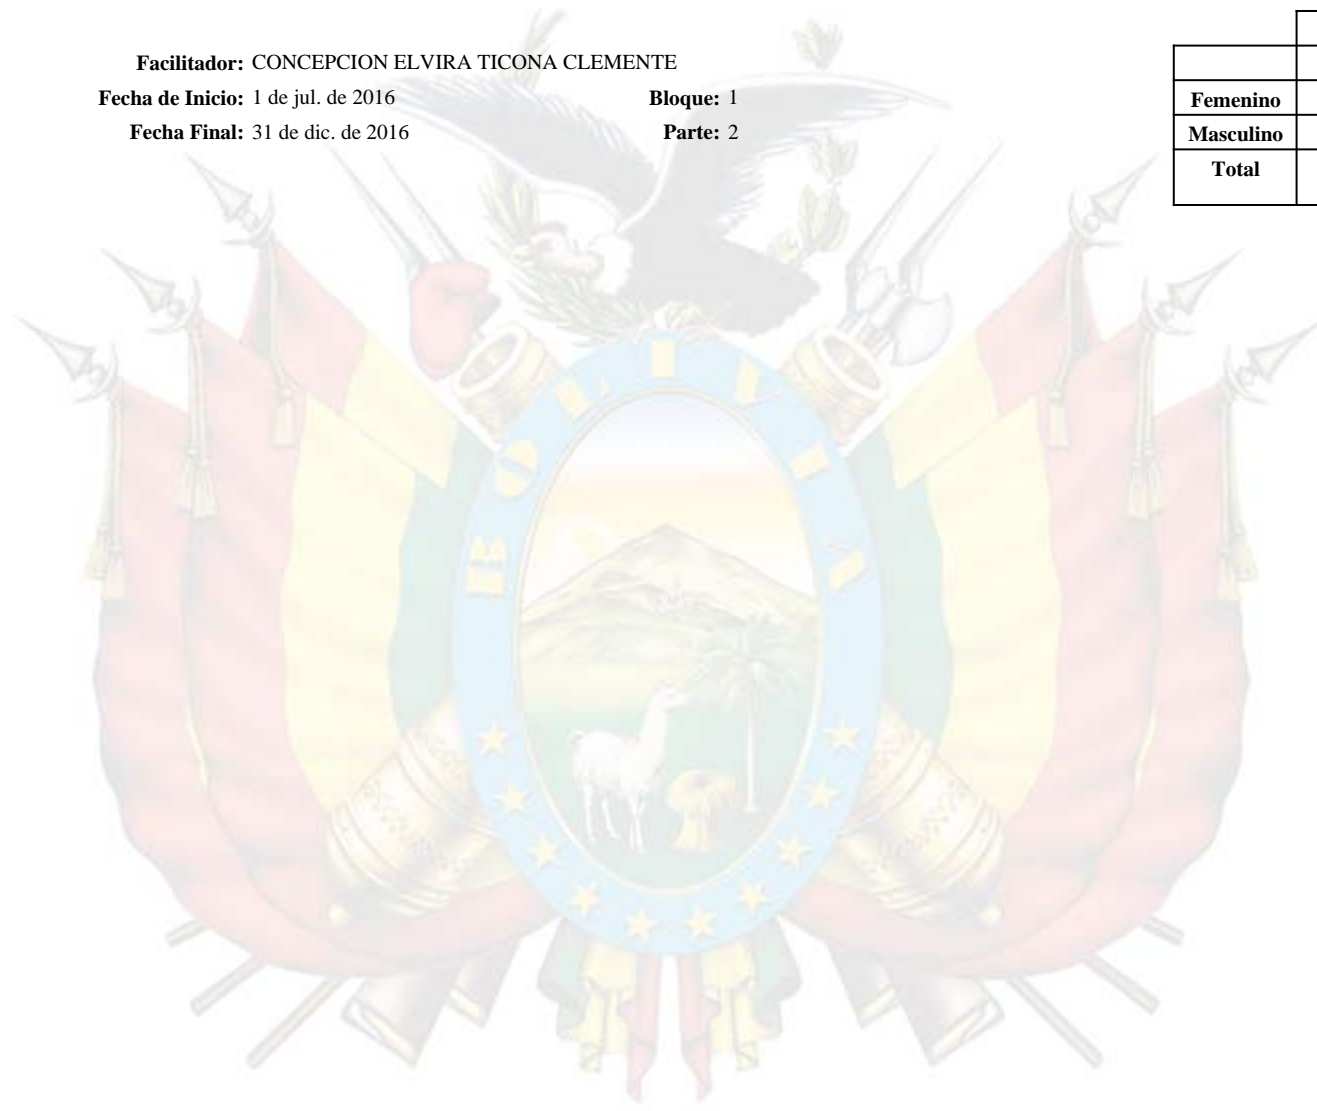 Facilitador: CONCEPCION ELVIRA TICONA CLEMENTE
Fecha de Inicio: 1 de jul. de 2016 Bloque: 1
Fecha Final: 31 de dic. de 2016 Parte: 2
Femenino
Masculino
Total
BOLIVIA